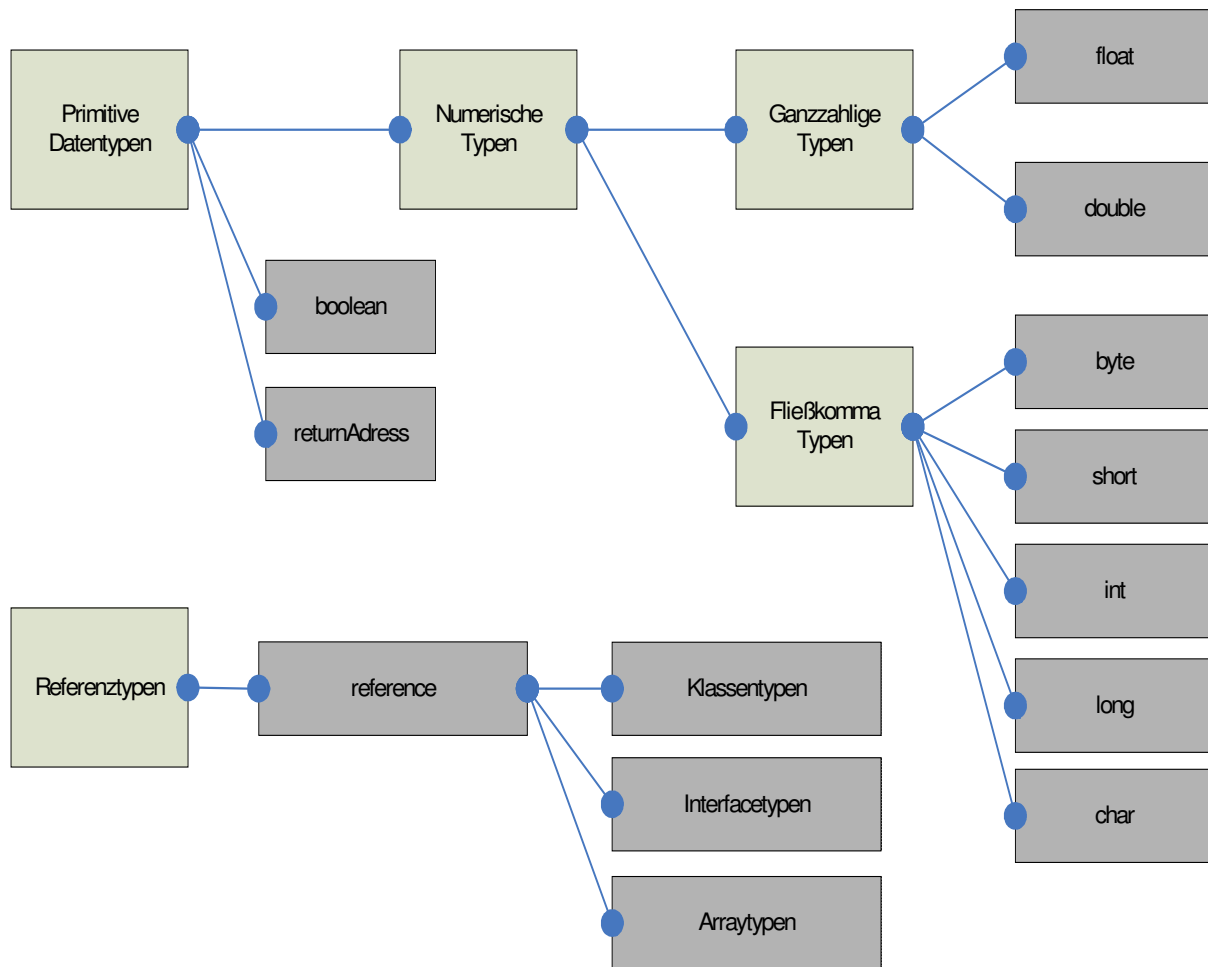 Primitive
Datentypen
Numerische
Typen
Ganzzahlige
Typen
float
double
boolean
returnAdress
Fließkomma
Typen
byte
short
int
long
char
Referenztypen
reference
Klassentypen
Interfacetypen
Arraytypen